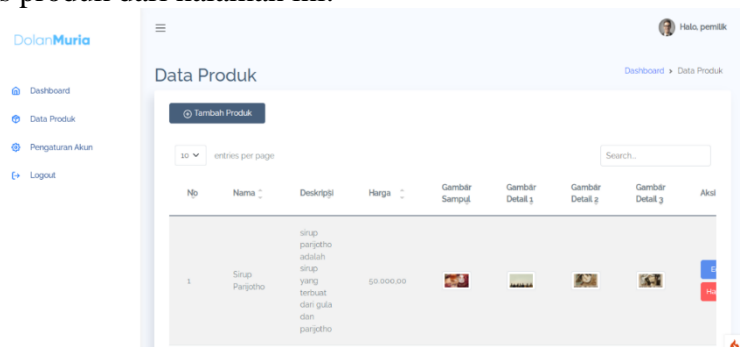 produk dari halaman ini.
DolanMuria
Halo, pemilik
Data Produk
Dashboard > Data Produk
Dashboard
Data Produk
Pengaturan Akun
Logout
Tambah Produk
10 entries per page
Search...
No Nama Deskripsi Harga Gambar Sampul Gambar Detail 1 Gambar Detail 2 Gambar Detail 3 Aksi
1
Sirup
Parijotho
sirup
parijotho
adalah
sirup
yang
terbuat
dari gula
dan
parijotho
50.000,00